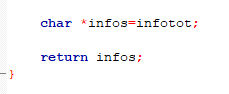 char *infos=infotot;
return infos;
}